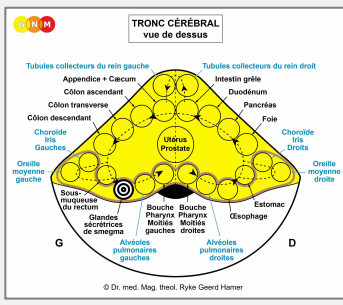 G N M
TRONC CÉRÉBRAL
vue de dessus
Tubules collecteurs du rein gauche
Tubules collecteurs du rein droit
Appendice + Cæcum
Intestin grêle
Côlon ascendant
Duodénum
Côlon transverse
Pancréas
Côlon descendant
Foie
Choroïde
Iris
Gauches
Choroïde
Iris
Droits
Utérus
Prostate
Oreille
moyenne
gauche
Oreille
moyenne
droite
Sous-
muqueuse
du rectum
Glandes
sécrétrices
de smegma
Bouche
Pharynx
Moitiés
gauches
Bouche
Pharynx
Moitiés
droites
Estomac
Œsophage
G
D
Alvéoles
pulmonaires
gauches
Alvéoles
pulmonaires
droites
© Dr. med. Mag. theol. Ryke Geerd Hamer